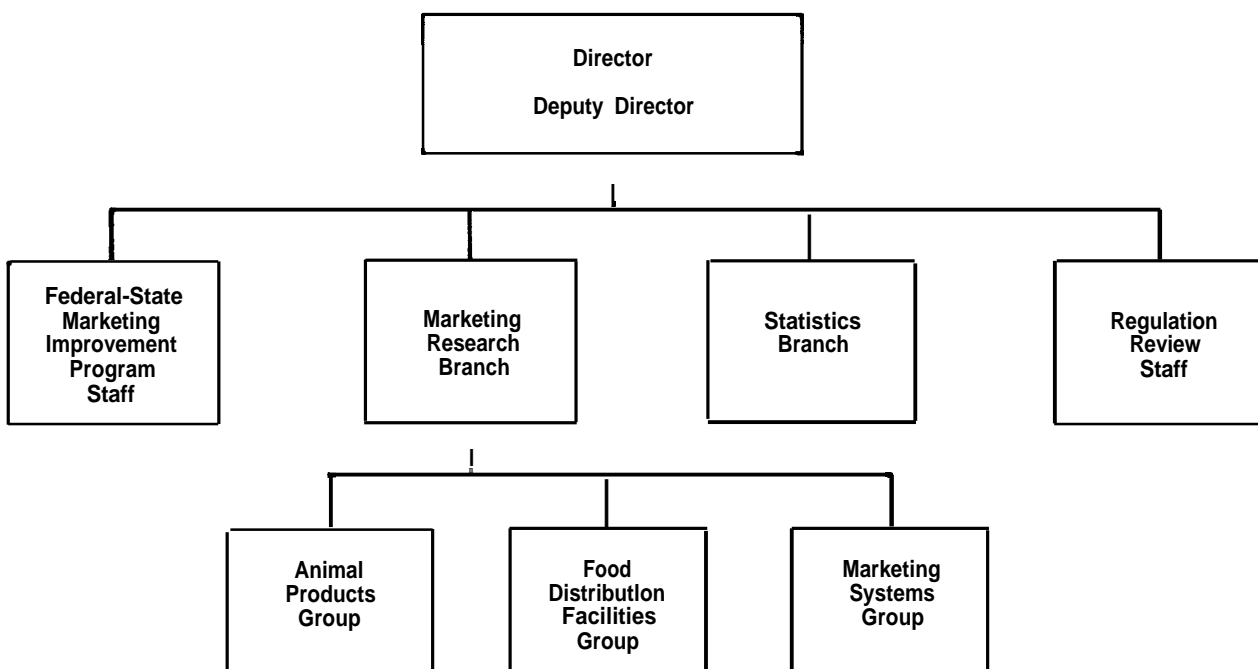 Director
Deputy Director
Federal-State
Marketing
Improvement
Program
Staff
Marketing
Research
Branch
Statistics
Branch
Regulation
Review
Staff
Animal
Products
Group
Food
Distribution
Facilities
Group
Marketing
Systems
Group